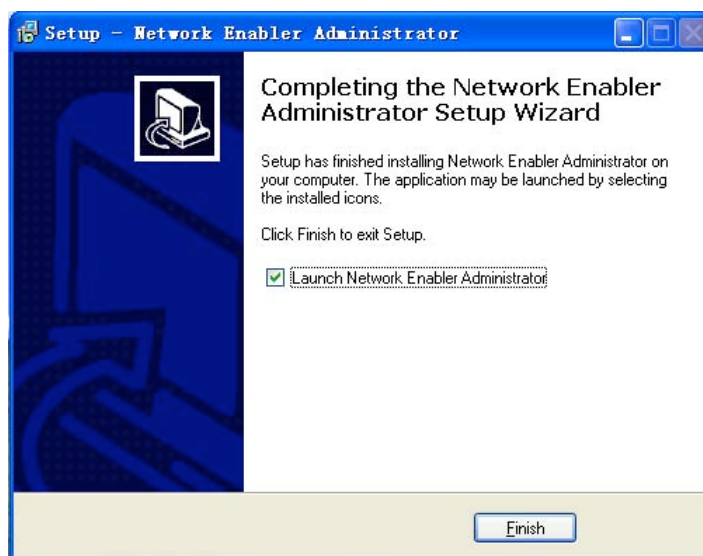 Setup - Network Enabler Administrator
Completing the Network Enabler
Administrator Setup Wizard
Setup has finished installing Network Enabler Administrator on
your computer. The application may be launched by selecting
the installed icons.
Click Finish to exit Setup.
Launch Network Enabler Administrator
Finish